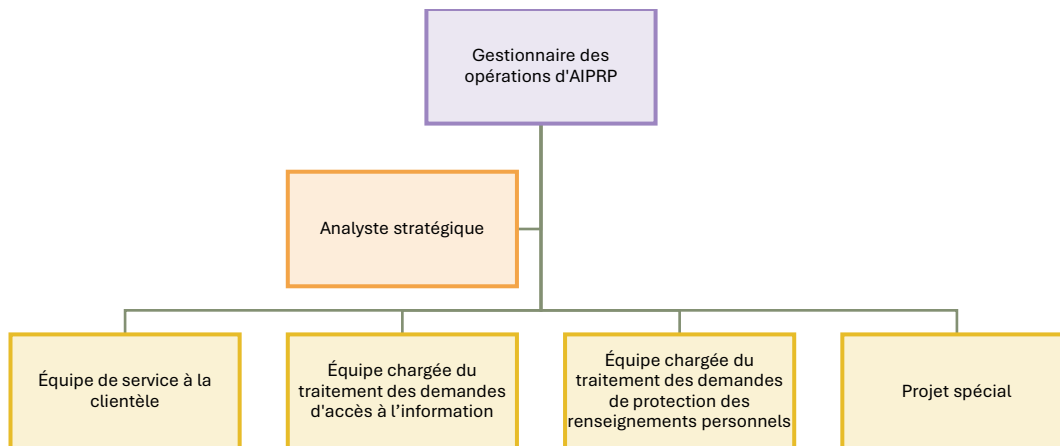 Gestionnaire des
opérations d'AIPRP
Analyste stratégique
Équipe de service à la
clientèle
Équipe chargée du
traitement des demandes
d'accès à l’information
Équipe chargée du
traitement des demandes
de protection des
renseignements personnels
Projet spécial